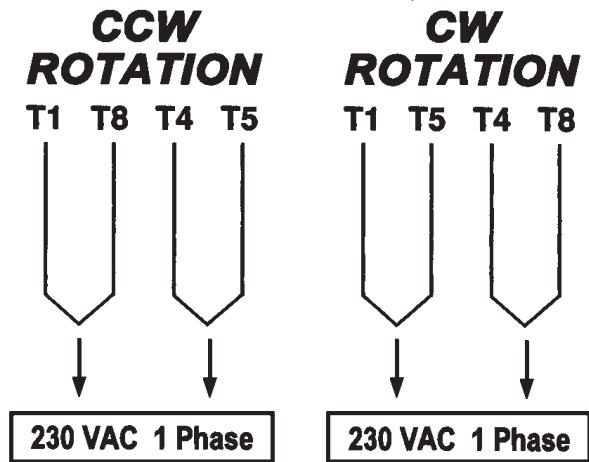 CCW
ROTATION
T1 T8 T4 T5
230 VAC 1 Phase
CW
ROTATION
T1 T5 T4 T8
230 VAC 1 Phase